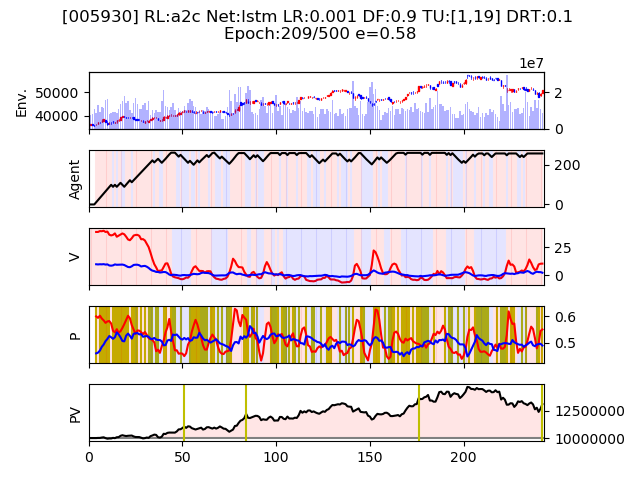 [005930] RL:a2c Net:lstm LR:0.001 DF:0.9 TU:[1,19] DRT:0.1
Epoch:209/500 e=0.58
1e7
Env.
50000
40000
2
0
Agent
200
0
V
25
0
P
0.6
0.5
PV
12500000
10000000
0 50 100 150 200